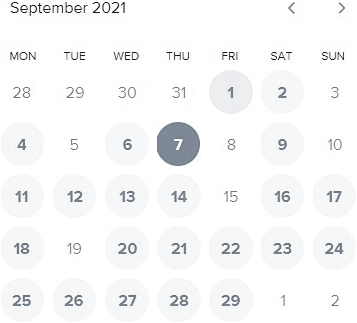 September 2021 < >
MON TUE WED THU FRI SAT SUN
28 29 30 31 1 2 3
4 5 6 7 8 9 10
11 12 13 14 15 16 17
18 19 20 21 22 23 24
25 26 27 28 29 1 2